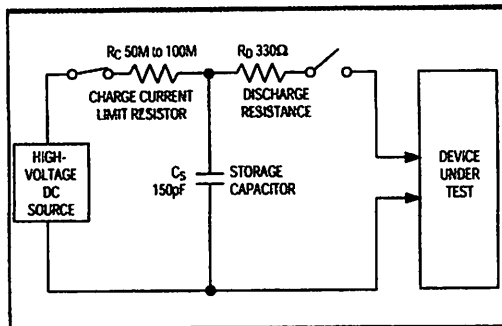 RC 50M to 100M
CHARGE CURRENT
LIMIT RESISTOR
RD 330Ω
DISCHARGE
RESISTANCE
HIGH-
VOLTAGE
DC
SOURCE
CS
150pF
STORAGE
CAPACITOR
DEVICE
UNDER
TEST